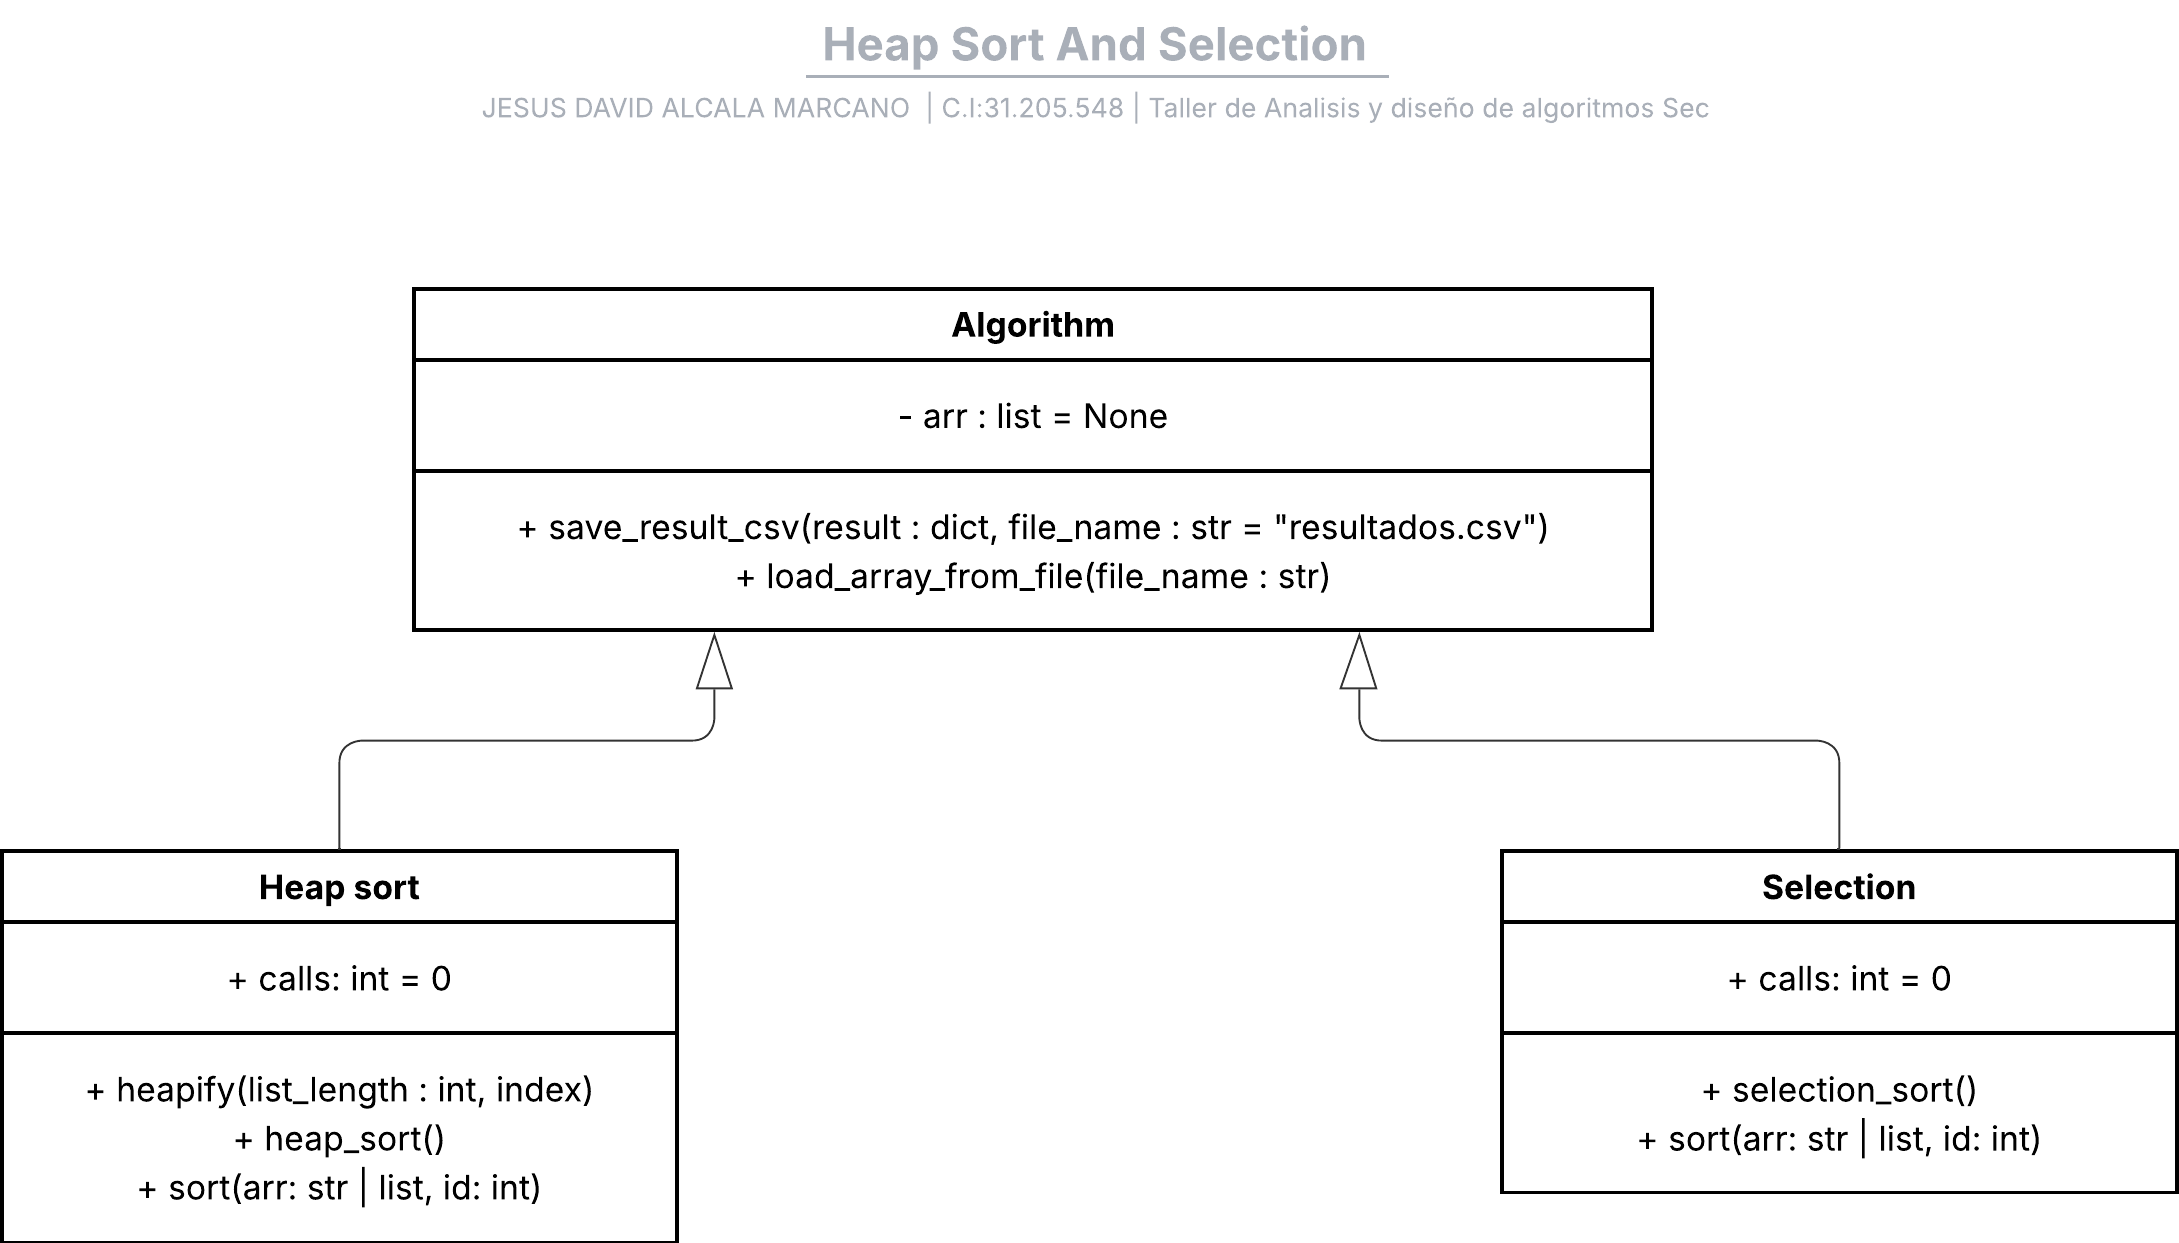 Heap Sort And Selection
JESUS DAVID ALCALA MARCANO | C.I:31.205.548 | Taller de Analisis y diseño de algoritmos Sec
Algorithm
- arr : list = None
+ save_result_csv(result : dict, file_name : str = "resultados.csv")
+ load_array_from_file(file_name : str)
Heap sort
+ calls: int = 0
+ heapify(list_length : int, index)
+ heap_sort()
+ sort(arr: str | list, id: int)
Selection
+ calls: int = 0
+ selection_sort()
+ sort(arr: str | list, id: int)